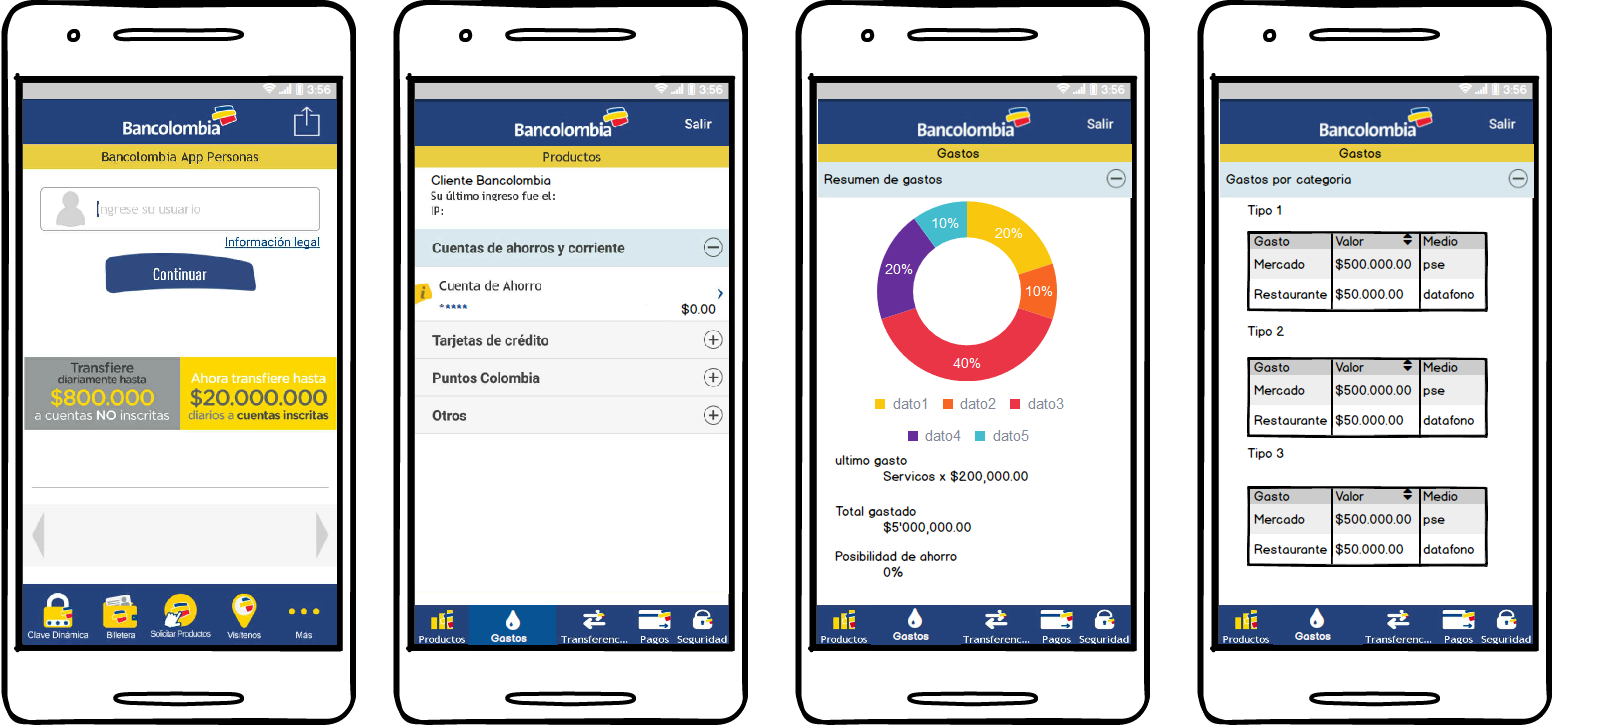 3:56
Bancolombia
Bancolombia App Personas
Ingrese su usuario
Información legal
Continuar
Transfiere
diariamente hasta
$800.000
a cuentas NO inscritas
Ahora transfiere hasta
$20.000.000
diarios a cuentas inscritas
Clave Dinámica Billetera Solicitar Productos Visítenos Más
3:56
Bancolombia Salir
Productos
Cliente Bancolombia
Su último ingreso fue el:
IP:
Cuentas de ahorros y corriente
i Cuenta de Ahorro
*****
$0.00
Tarjetas de crédito
Puntos Colombia
Otros
Productos Gastos Transferenc... Pagos Seguridad
3:56
Bancolombia Salir
Gastos
Resumen de gastos
10% 20%
20% 10%
40%
dato1 dato2 dato3
dato4 dato5
ultimo gasto
Servicos x $200,000.00
Total gastado
$5'000,000.00
Posibilidad de ahorro
0%
Productos Gastos Transferenc... Pagos Seguridad
3:56
Bancolombia Salir
Gastos
Gastos por categoria
Tipo 1
Gasto Valor Medio
Mercado $500.000.00 pse
Restaurante $50.000.00 datafono
Tipo 2
Gasto Valor Medio
Mercado $500.000.00 pse
Restaurante $50.000.00 datafono
Tipo 3
Gasto Valor Medio
Mercado $500.000.00 pse
Restaurante $50.000.00 datafono
Productos Gastos Transferenc... Pagos Seguridad